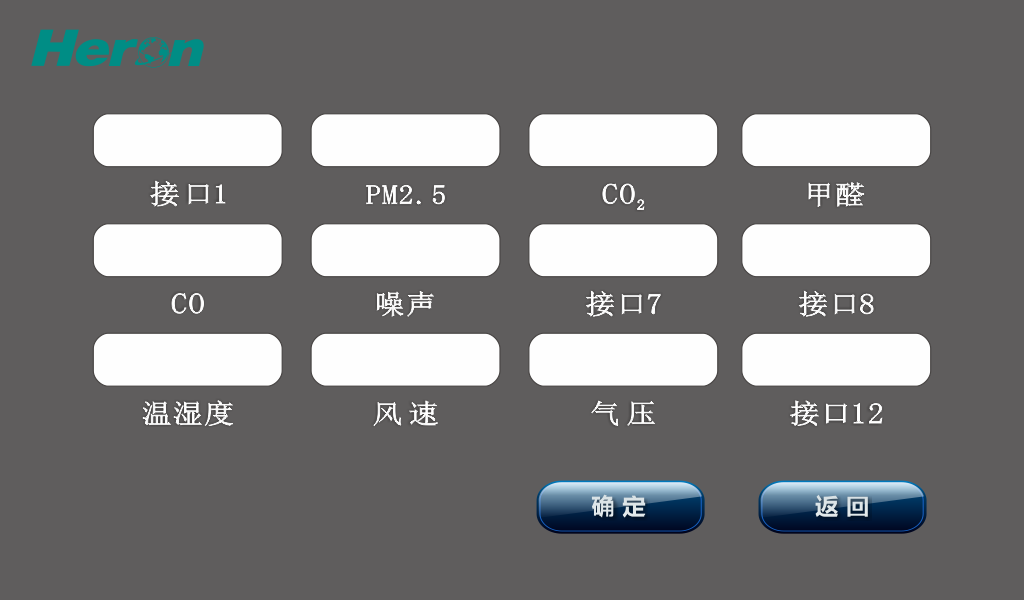 Heron
接口1 PM2.5 CO₂ 甲醛
CO 噪声 接口7 接口8
温湿度 风速 气压 接口12
确定 返回